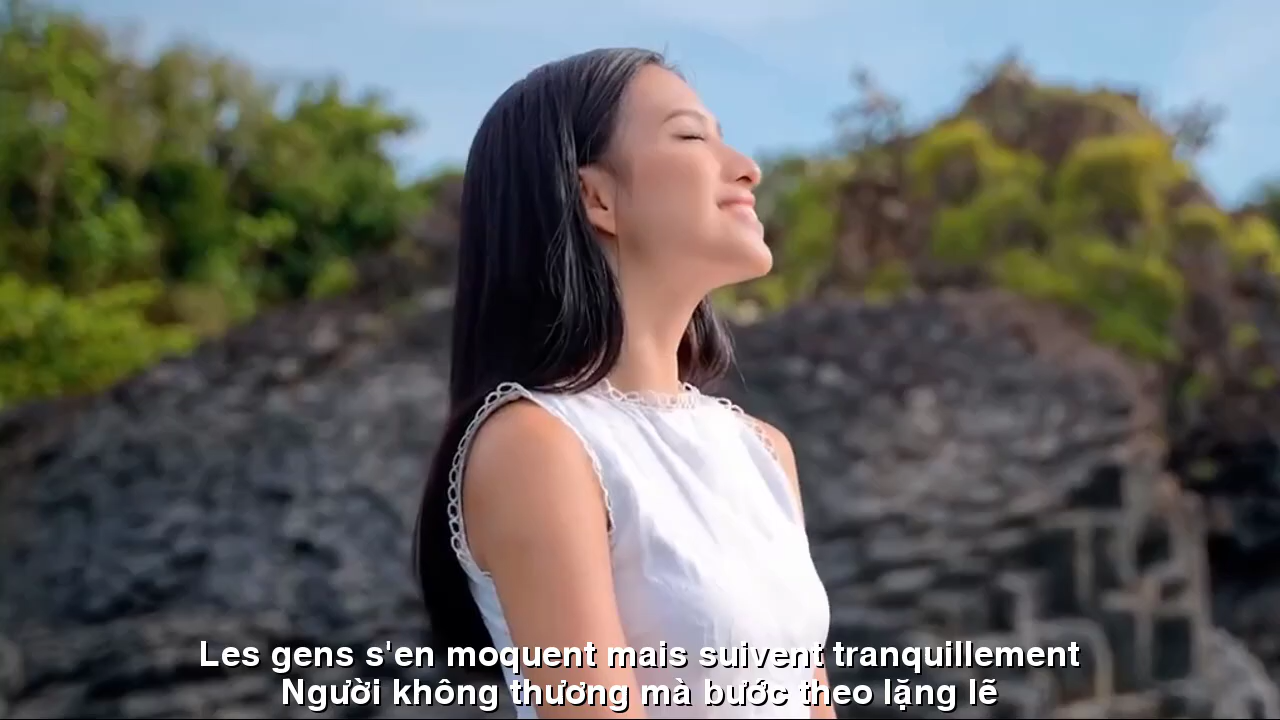 Les gens s'en moquent mais suivent tranquillement
Người không thương mà bước theo lặng lẽ